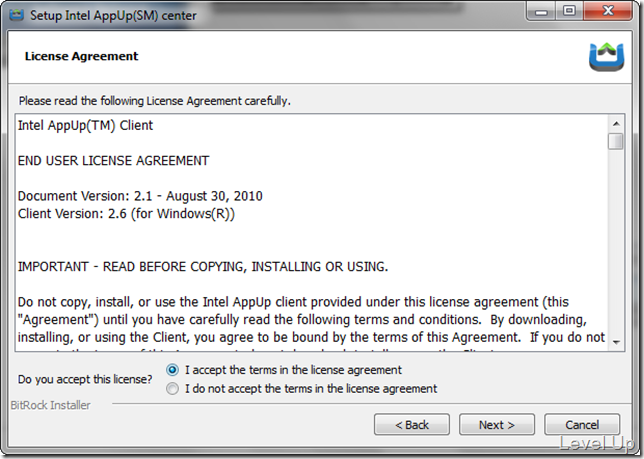 Setup Intel AppUp(SM) center
License Agreement
Please read the following License Agreement carefully.
Intel AppUp(TM) Client
END USER LICENSE AGREEMENT
Document Version: 2.1 - August 30, 2010
Client Version: 2.6 (for Windows(R))
IMPORTANT - READ BEFORE COPYING, INSTALLING OR USING.
Do not copy, install, or use the Intel AppUp client provided under this license agreement (this
"Agreement") until you have carefully read the following terms and conditions.  By downloading,
installing, or using the Client, you agree to be bound by the terms of this Agreement.  If you do not
Do you accept this license?
I accept the terms in the license agreement
I do not accept the terms in the license agreement
BitRock Installer
< Back
Next >
Cancel
Level Up